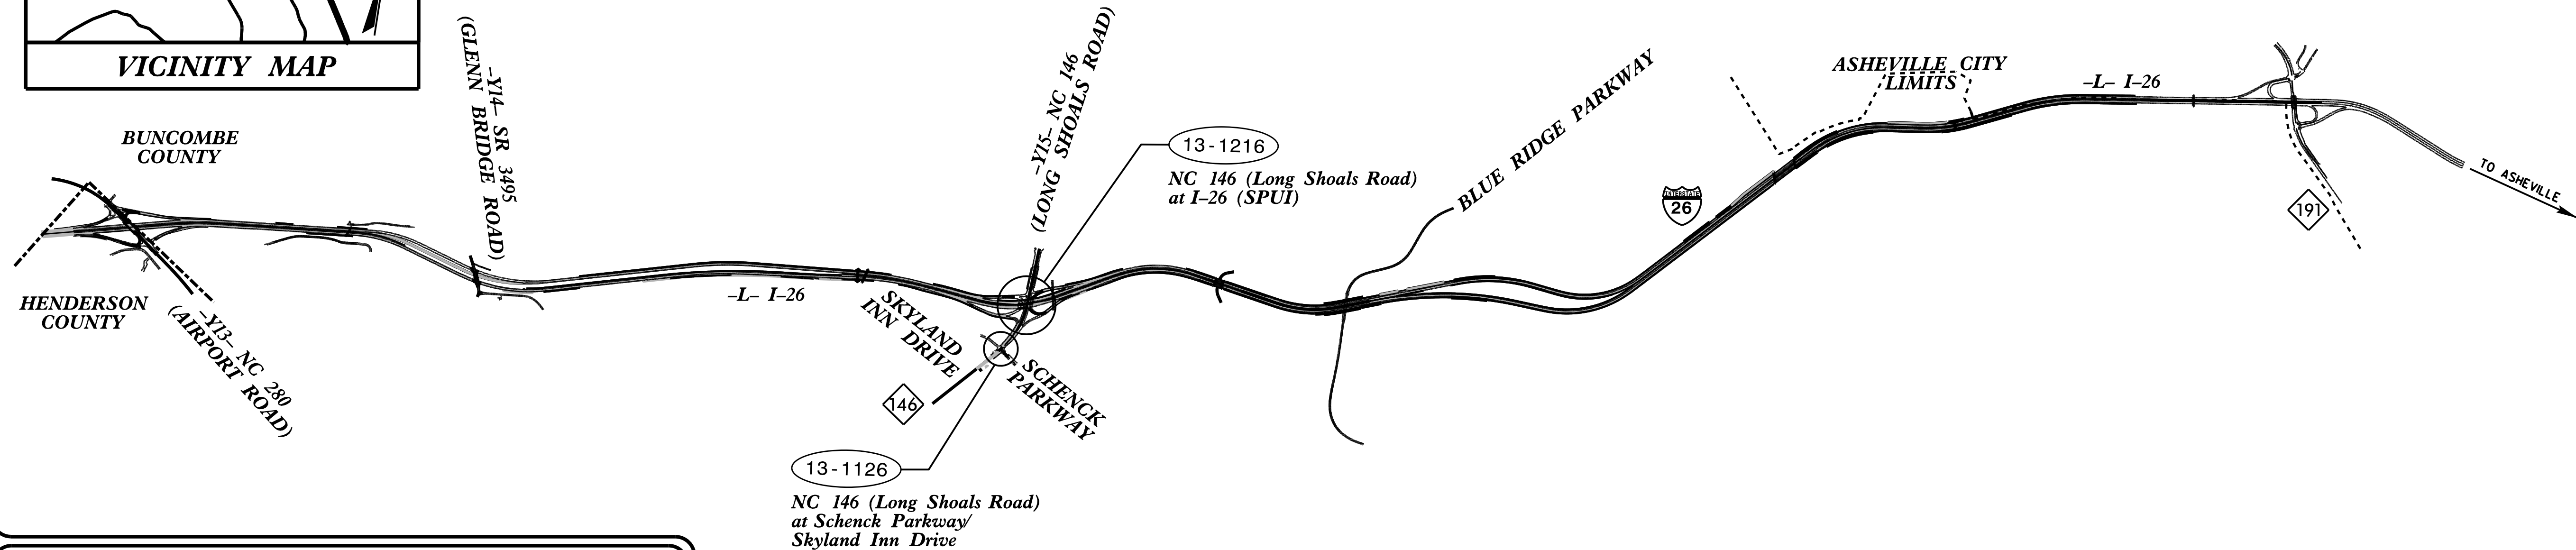 VICINITY MAP
BUNCOMBE
COUNTY
HENDERSON
COUNTY
-Y13- NC 280
(AIRPORT ROAD)
-Y14- SR 3495
(GLENN BRIDGE ROAD)
-L- I-26
SKYLAND
INN DRIVE
146
SCHENCK
PARKWAY
-Y15- NC 146
(LONG SHOALS ROAD)
13-1216
NC 146 (Long Shoals Road)
at I-26 (SPUI)
13-1126
NC 146 (Long Shoals Road)
at Schenck Parkway/
Skyland Inn Drive
BLUE RIDGE PARKWAY
INTERSTATE
26
ASHEVILLE CITY
LIMITS
-L- I-26
191
TO ASHEVILLE